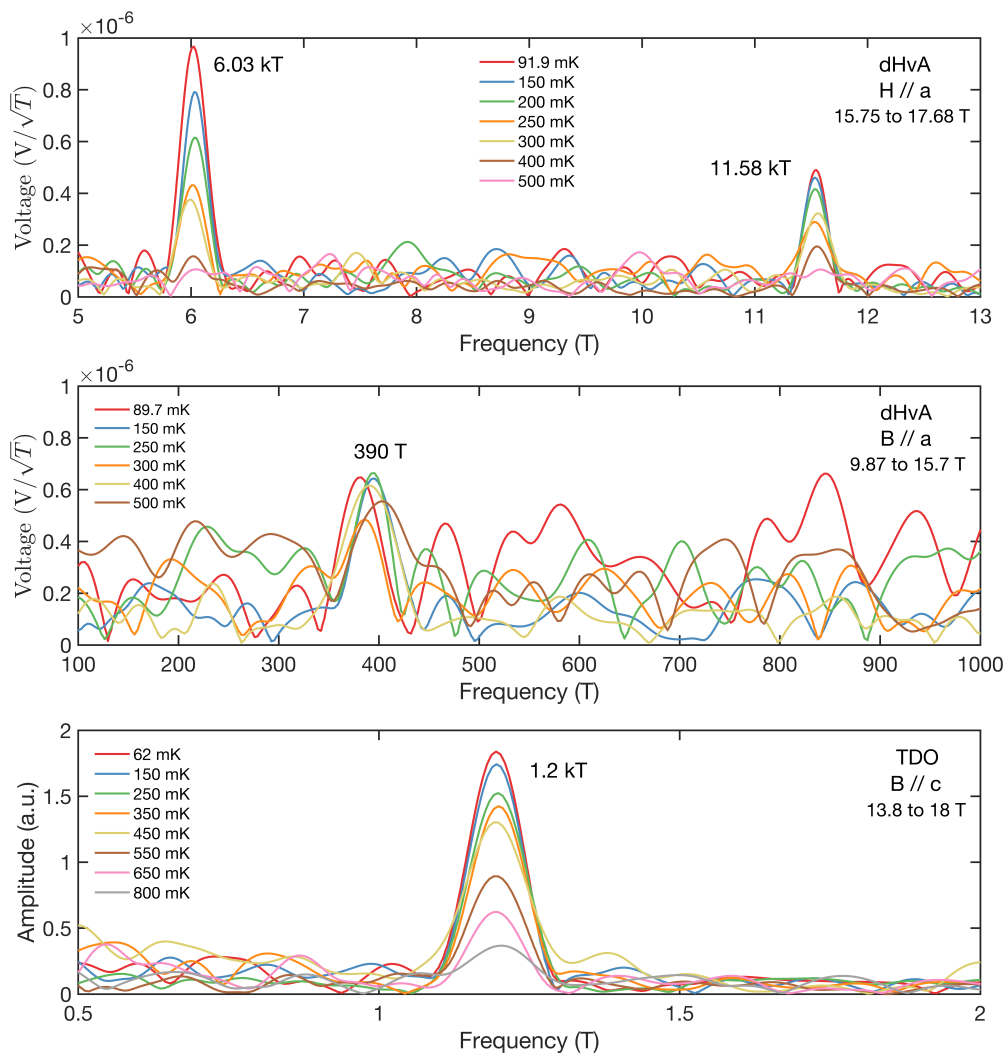 ×10⁻⁶
1
0.8
0.6
0.4
0.2
0
Voltage (V/√T)
6.03 kT
91.9 mK
150 mK
200 mK
250 mK
300 mK
400 mK
500 mK
dHvA
H // a
15.75 to 17.68 T
11.58 kT
5 6 7 8 9 10 11 12 13
Frequency (T)
×10⁻⁶
1
0.8
0.6
0.4
0.2
0
Voltage (V/√T)
89.7 mK
150 mK
250 mK
300 mK
400 mK
500 mK
390 T
dHvA
B // a
9.87 to 15.7 T
100 200 300 400 500 600 700 800 900 1000
Frequency (T)
2
1.5
1
0.5
0
Amplitude (a.u.)
62 mK
150 mK
250 mK
350 mK
450 mK
550 mK
650 mK
800 mK
1.2 kT
TDO
B // c
13.8 to 18 T
0.5 1 1.5 2
Frequency (T)